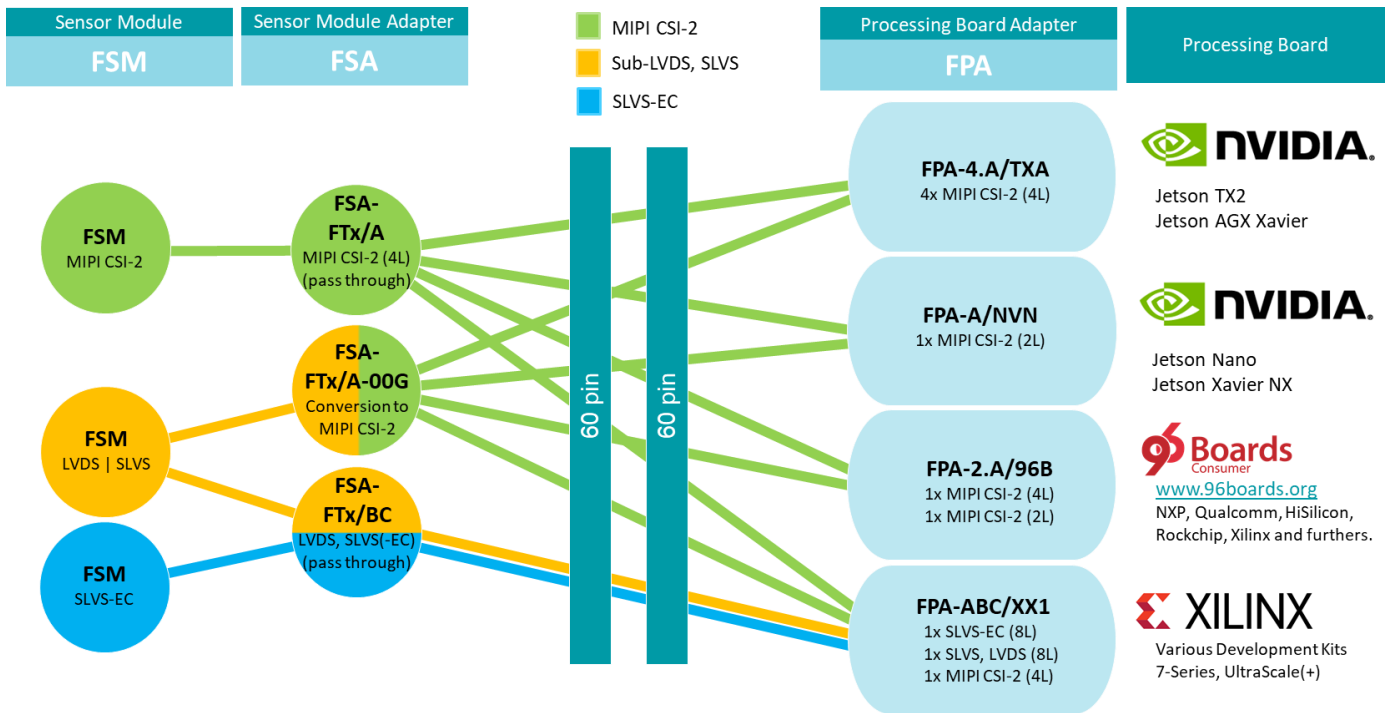 Sensor Module
FSM
Sensor Module Adapter
FSA
MIPI CSI-2
Sub-LVDS, SLVS
SLVS-EC
Processing Board Adapter
FPA
Processing Board
FSM
MIPI CSI-2
FSM
LVDS | SLVS
FSM
SLVS-EC
FSA-
FTx/A
MIPI CSI-2 (4L)
(pass through)
FSA-
FTx/A-00G
Conversion to
MIPI CSI-2
FSA-
FTx/BC
LVDS, SLVS(-EC)
(pass through)
60 pin
60 pin
FPA-4.A/TXA
4x MIPI CSI-2 (4L)
FPA-A/NVN
1x MIPI CSI-2 (2L)
FPA-2.A/96B
1x MIPI CSI-2 (4L)
1x MIPI CSI-2 (2L)
FPA-ABC/XX1
1x SLVS-EC (8L)
1x SLVS, LVDS (8L)
1x MIPI CSI-2 (4L)
NVIDIA.
Jetson TX2
Jetson AGX Xavier
NVIDIA.
Jetson Nano
Jetson Xavier NX
96 Boards
Consumer
www.96boards.org
NXP, Qualcomm, HiSilicon,
Rockchip, Xilinx and furthers.
XILINX
Various Development Kits
7-Series, UltraScale(+)